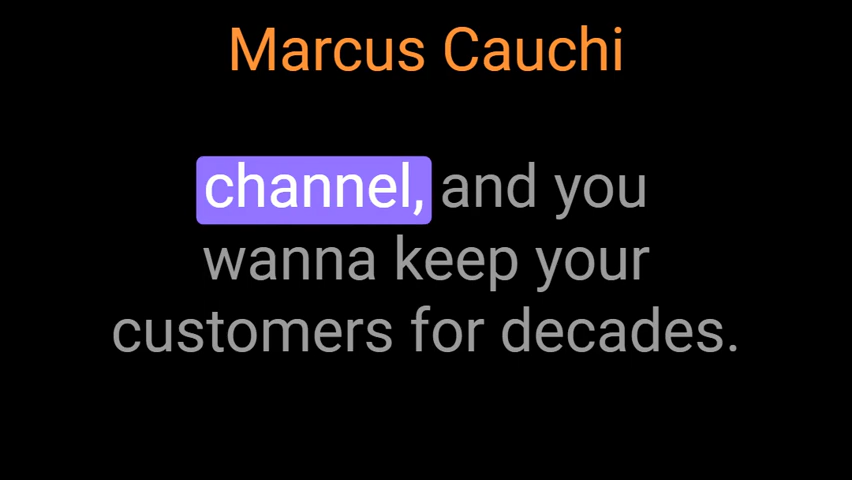 Marcus Cauchi
channel, and you
wanna keep your
customers for decades.